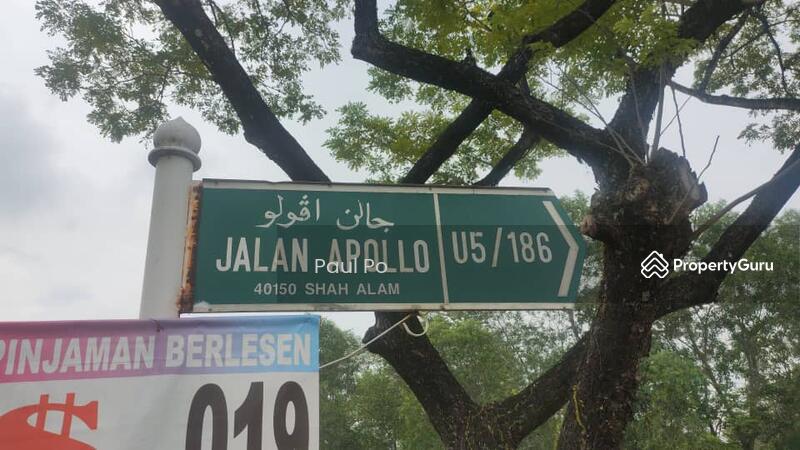 جالن اڤولو
JALAN APOLLO U5/186
40150 SHAH ALAM
Paul Po
PropertyGuru
PINJAMAN BERLESEN
019